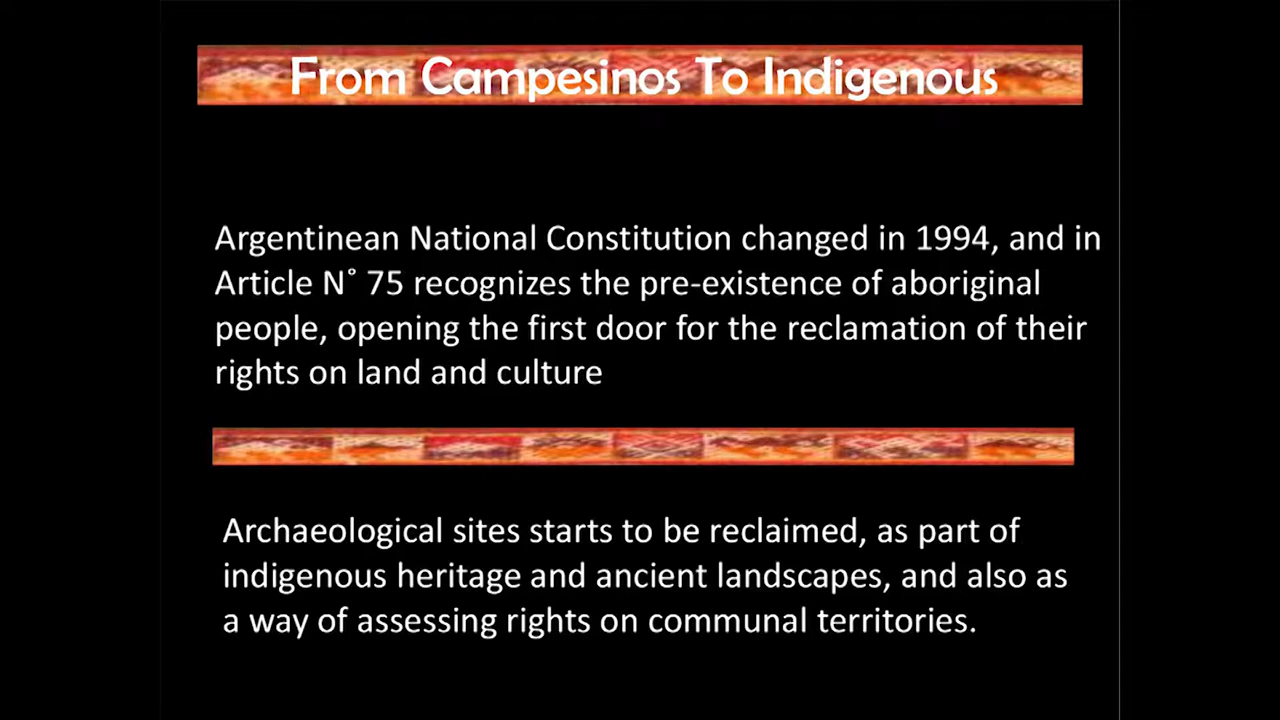 From Campesinos To Indigenous
Argentinean National Constitution changed in 1994, and in
Article N° 75 recognizes the pre-existence of aboriginal
people, opening the first door for the reclamation of their
rights on land and culture
Archaeological sites starts to be reclaimed, as part of
indigenous heritage and ancient landscapes, and also as
a way of assessing rights on communal territories.